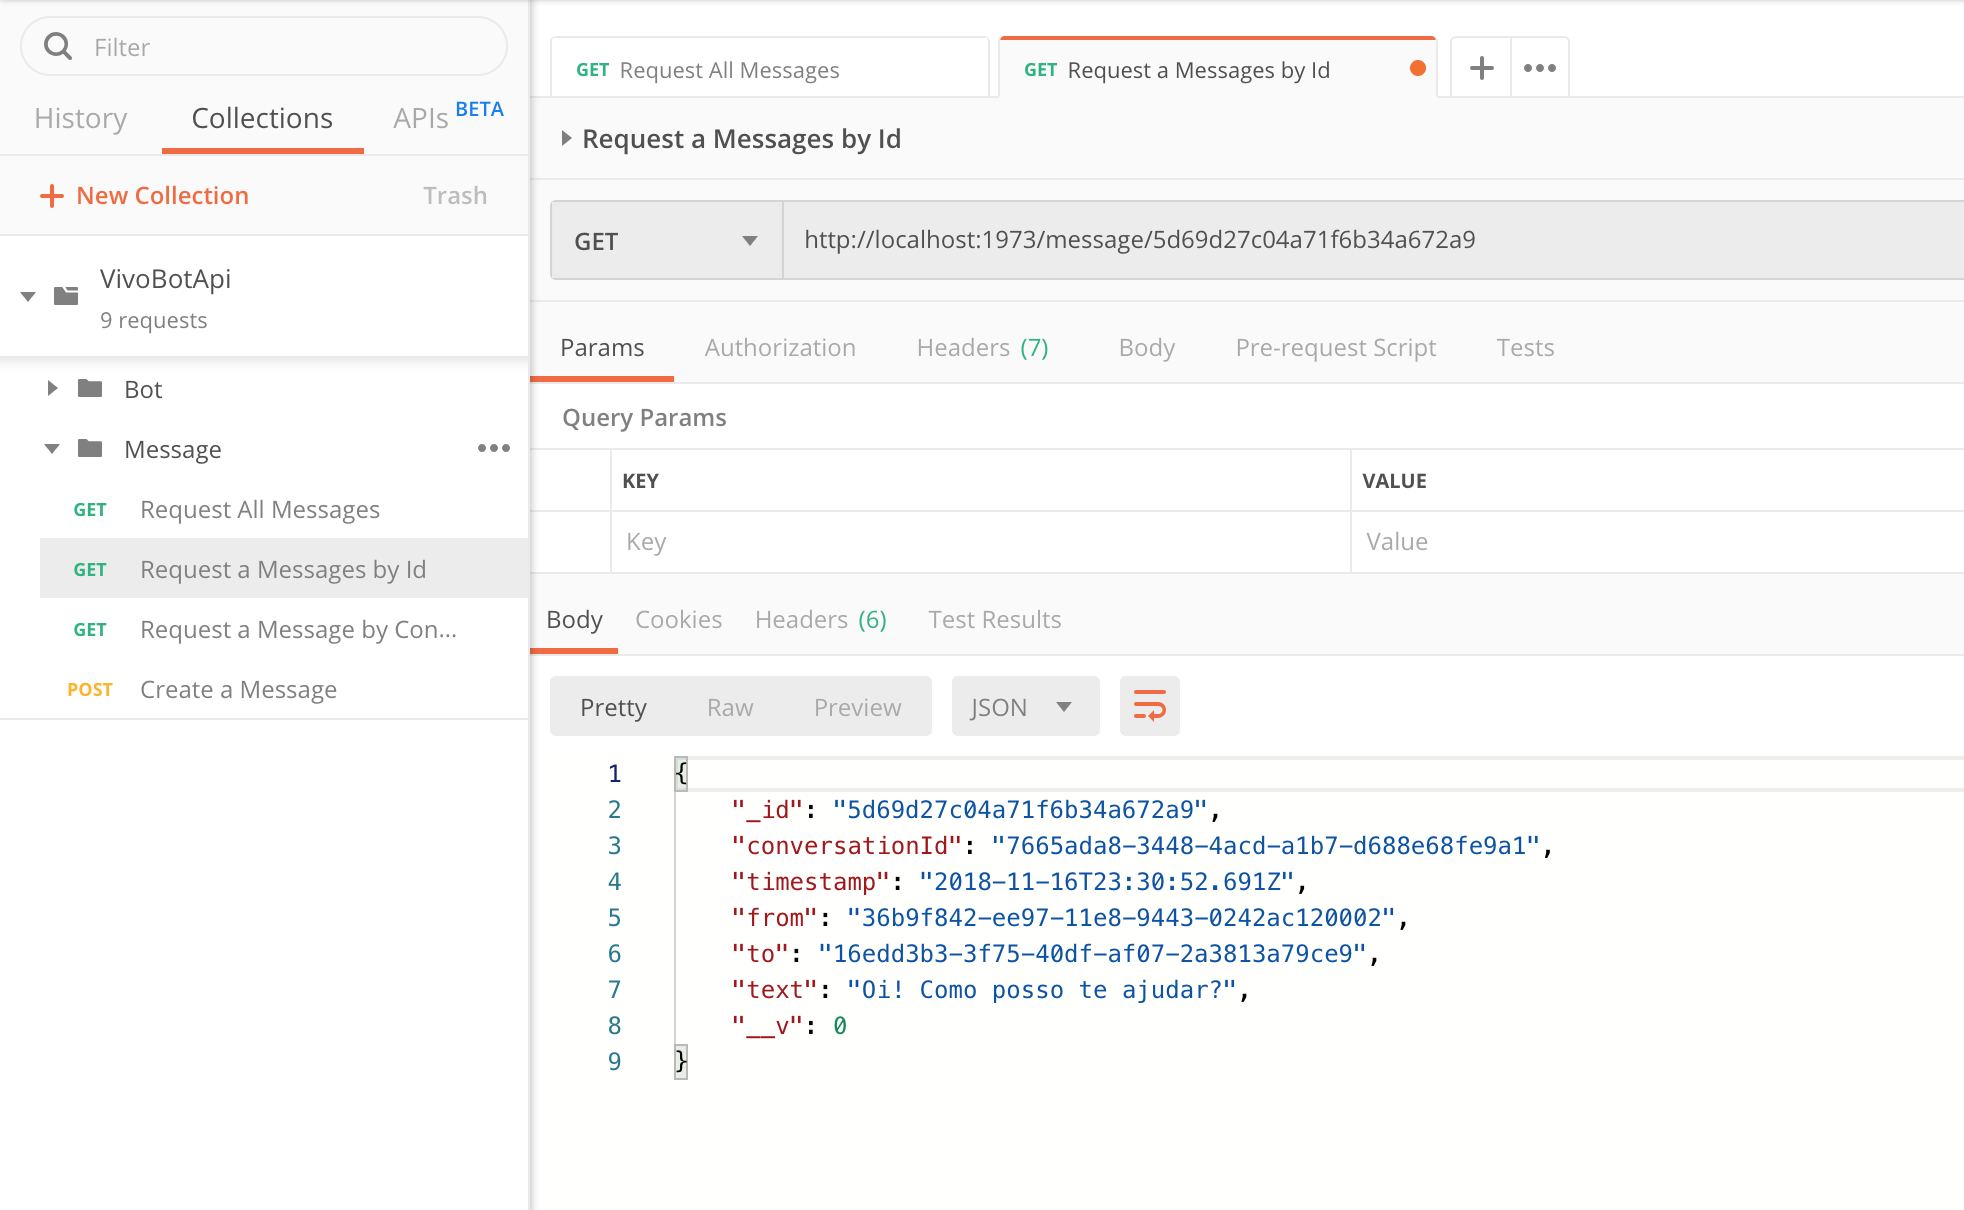 Filter
History Collections APIs BETA
New Collection Trash
VivoBotApi
9 requests
Bot
Message
GET Request All Messages
GET Request a Messages by Id
GET Request a Message by Con...
POST Create a Message
GET Request All Messages GET Request a Messages by Id
Request a Messages by Id
GET http://localhost:1973/message/5d69d27c04a71f6b34a672a9
Params Authorization Headers (7) Body Pre-request Script Tests
Query Params
KEY VALUE
Key Value
Body Cookies Headers (6) Test Results
Pretty Raw Preview JSON
1 {
2 "_id": "5d69d27c04a71f6b34a672a9",
3 "conversationId": "7665ada8-3448-4acd-a1b7-d688e68fe9a1",
4 "timestamp": "2018-11-16T23:30:52.691Z",
5 "from": "36b9f842-ee97-11e8-9443-0242ac120002",
6 "to": "16edd3b3-3f75-40df-af07-2a3813a79ce9",
7 "text": "Oi! Como posso te ajudar?",
8 "__v": 0
9 }